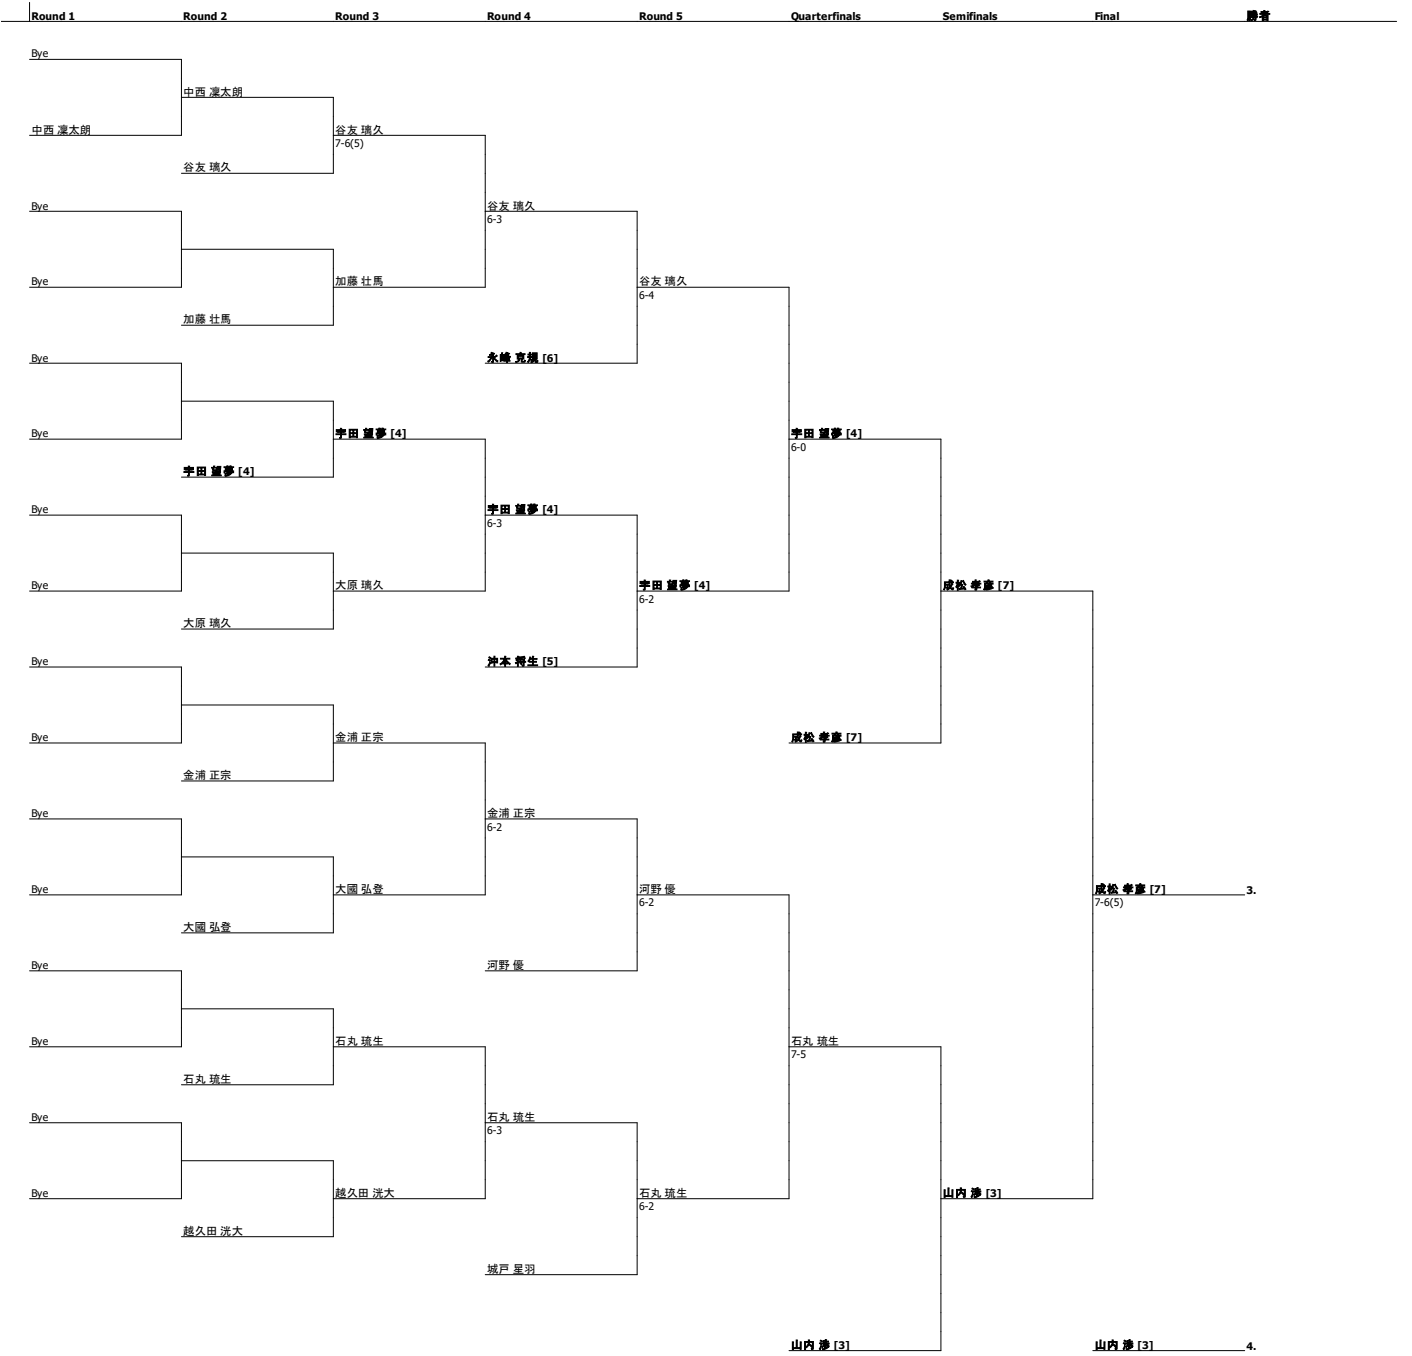 Round 1 Round 2 Round 3 Round 4 Round 5 Quarterfinals Semifinals Final 勝者
Bye
中西 凜太朗
中西 凜太朗 谷友 璃久
7-6(5)
谷友 璃久
Bye 谷友 璃久
6-3
Bye 加藤 壮馬 谷友 璃久
6-4
加藤 壮馬
Bye 永峰 克規 [6]
Bye 宇田 望夢 [4] 宇田 望夢 [4]
6-0
宇田 望夢 [4]
Bye 宇田 望夢 [4]
6-3
Bye 大原 璃久 宇田 望夢 [4] 成松 孝彦 [7]
6-2
大原 璃久
Bye 沖本 将生 [5]
Bye 金浦 正宗 成松 孝彦 [7]
金浦 正宗
Bye 金浦 正宗
6-2
Bye 大國 弘登 河野 優 成松 孝彦 [7] 3.
6-2 7-6(5)
大國 弘登
Bye 河野 優
Bye 石丸 琉生 石丸 琉生
7-5
石丸 琉生
Bye 石丸 琉生
6-3
Bye 越久田 洸大 石丸 琉生 山内 渉 [3]
6-2
越久田 洸大
城戸 星羽
山内 渉 [3] 山内 渉 [3] 4.